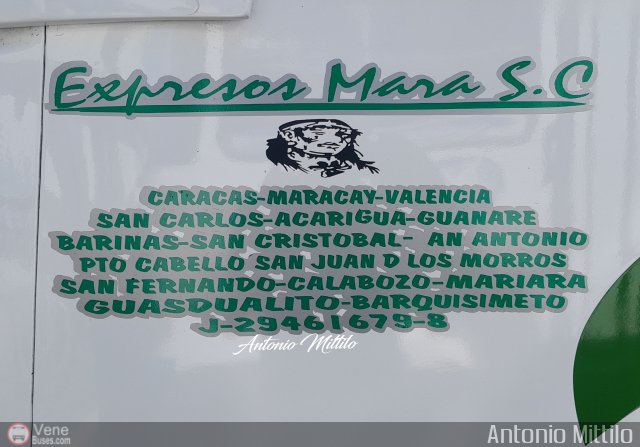 Expresos Mara S.C
CARACAS-MARACAY-VALENCIA
SAN CARLOS-ACARIGUA-GUANARE
BARINAS-SAN CRISTOBAL- AN ANTONIO
PTO CABELLO SAN JUAN D LOS MORROS
SAN FERNANDO-CALABOZO-MARIARA
GUASDUALITO-BARQUISIMETO
J-29461679-8
Antonio Mittilo
Vene
Buses.com
Antonio Mittilo